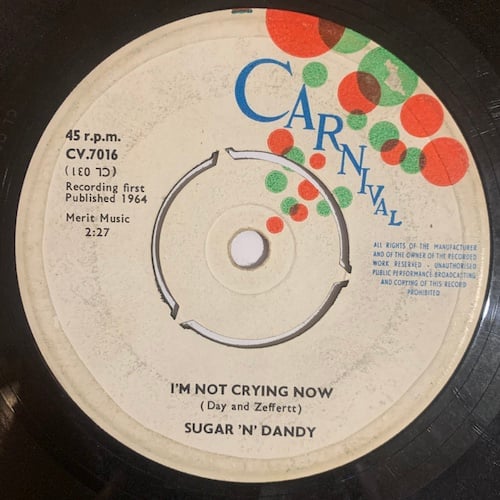 CARNIVAL
45 r.p.m.
CV.7016
(CL 031)
Recording first
Published 1964
Merit Music
2:27
ALL RIGHTS OF THE MANUFACTURER
AND OF THE OWNER OF THE RECORDED
WORK RESERVED - UNAUTHORISED
PUBLIC PERFORMANCE BROADCASTING
AND COPYING OF THIS RECORD
PROHIBITED
I'M NOT CRYING NOW
(Day and Zeffertt)
SUGAR 'N' DANDY